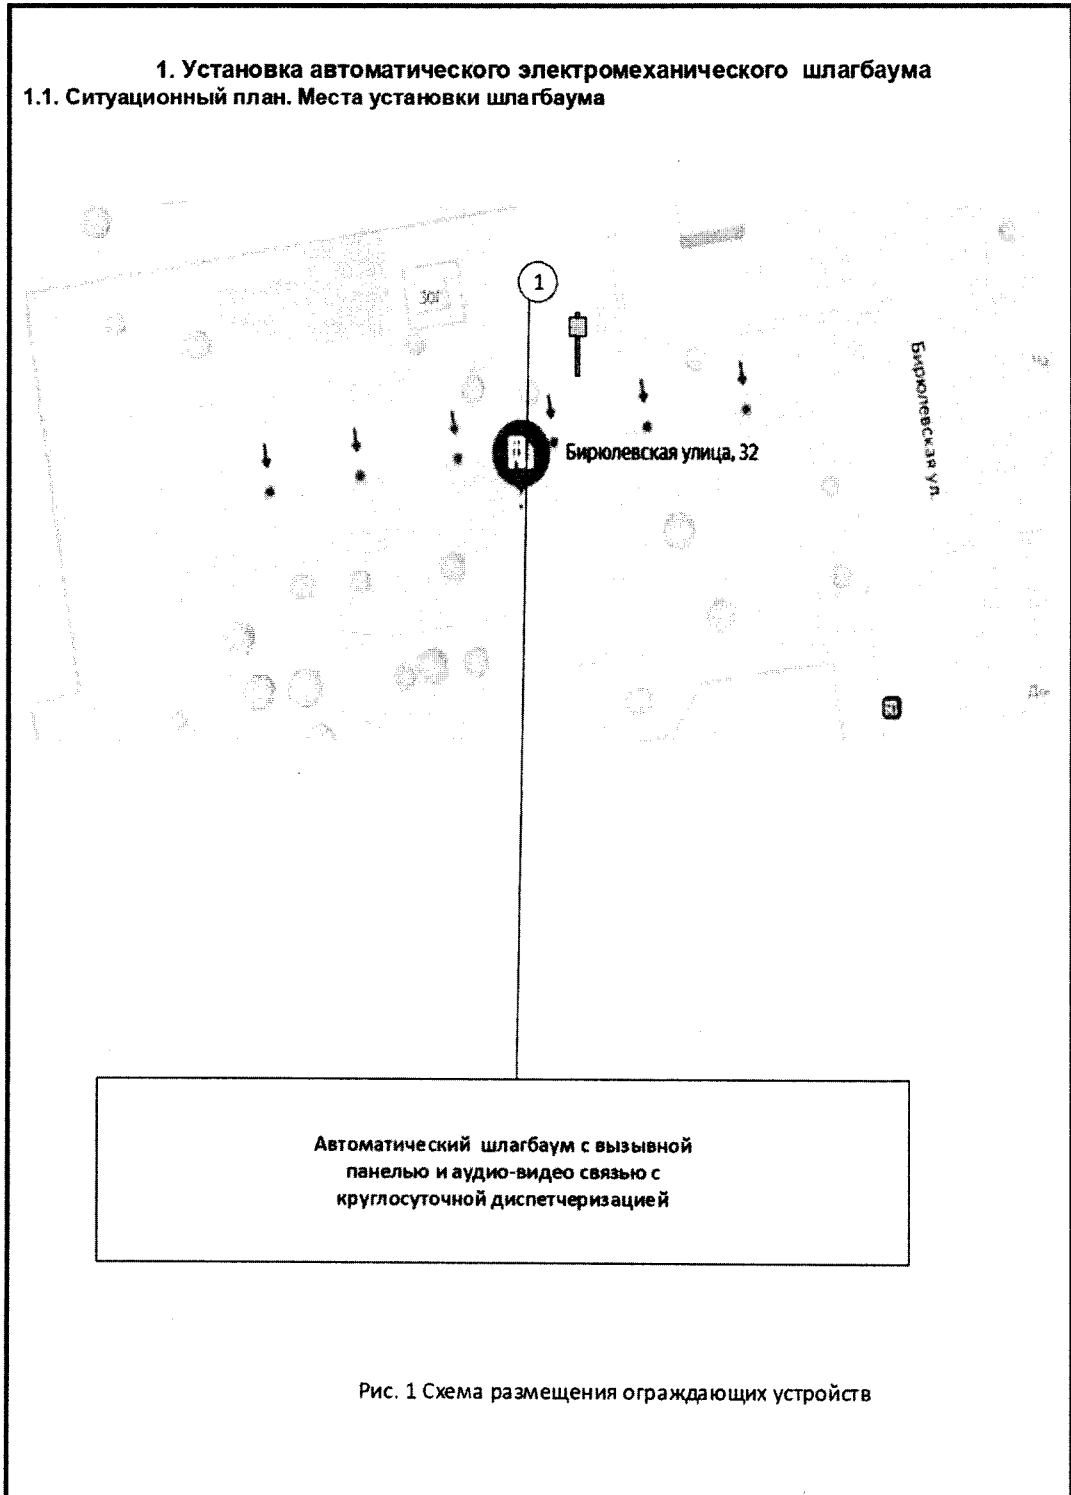 1. Установка автоматического электромеханического шлагбаума
1.1. Ситуационный план. Места установки шлагбаума
1
Бирюлевская улица, 32
Бирюлевская ул.
Автоматический шлагбаум с вызывной
панелью и аудио-видео связью с
круглосуточной диспетчеризацией
Рис. 1 Схема размещения ограждающих устройств